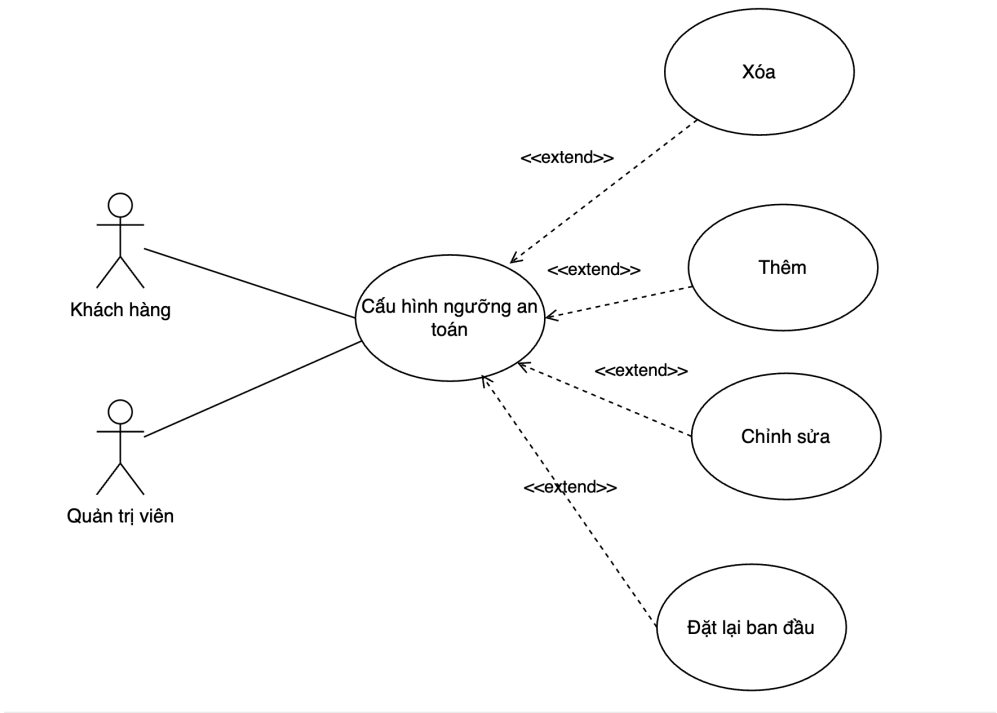 Xóa
<<extend>>
Thêm
<<extend>>
Khách hàng
Cấu hình ngưỡng an
toán
<<extend>>
Chỉnh sửa
<<extend>>
Quản trị viên
Đặt lại ban đầu